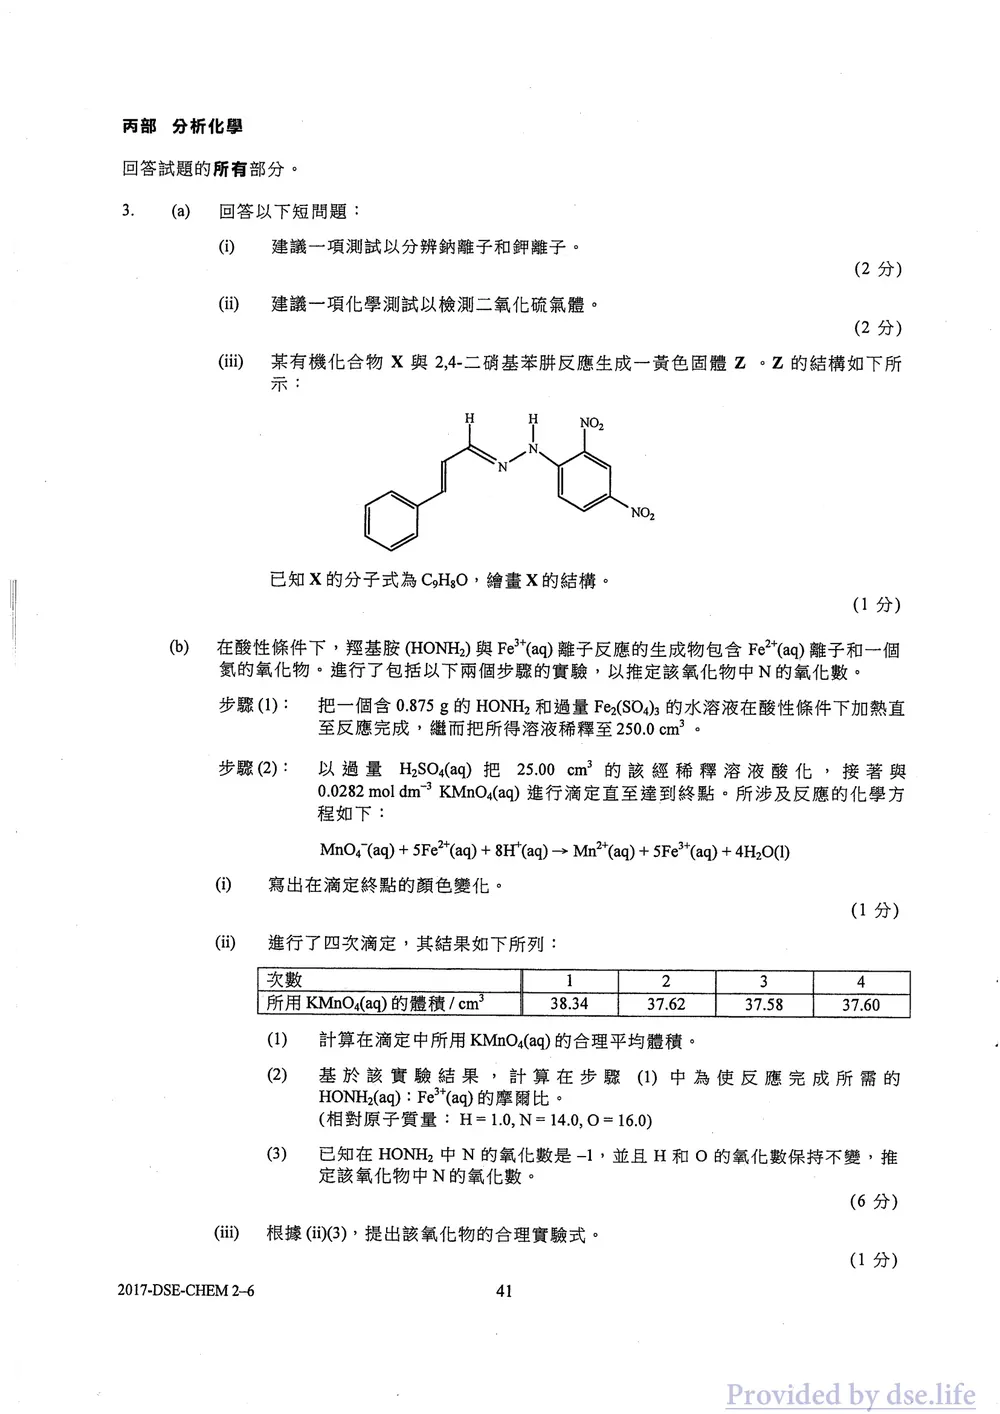 丙部 分析化學
回答試題的所有部分。
3. (a) 回答以下短問題：
(i) 建議一項測試以分辨鈉離子和鉀離子。
(2 分)
(ii) 建議一項化學測試以檢測二氧化硫氣體。
(2 分)
(iii) 某有機化合物 X 與 2,4-二硝基苯肼反應生成一黃色固體 Z 。Z 的結構如下所
示：
H H NO₂
N
N
NO₂
已知 X 的分子式為 C₉H₈O，繪畫 X 的結構。
(1 分)
(b) 在酸性條件下，羥基胺 (HONH₂) 與 Fe³⁺(aq) 離子反應的生成物包含 Fe²⁺(aq) 離子和一個
氮的氧化物。進行了包括以下兩個步驟的實驗，以推定該氧化物中 N 的氧化數。
步驟 (1)： 把一個含 0.875 g 的 HONH₂ 和過量 Fe₂(SO₄)₃ 的水溶液在酸性條件下加熱直
至反應完成，繼而把所得溶液稀釋至 250.0 cm³ 。
步驟 (2)： 以過量 H₂SO₄(aq) 把 25.00 cm³ 的該經稀釋溶液酸化，接著與
0.0282 mol dm⁻³ KMnO₄(aq) 進行滴定直至達到終點。所涉及反應的化學方
程如下：
MnO₄⁻(aq) + 5Fe²⁺(aq) + 8H⁺(aq) → Mn²⁺(aq) + 5Fe³⁺(aq) + 4H₂O(l)
(i) 寫出在滴定終點的顏色變化。
(1 分)
(ii) 進行了四次滴定，其結果如下所列：
次數 1 2 3 4
所用 KMnO₄(aq) 的體積 / cm³ 38.34 37.62 37.58 37.60
(1) 計算在滴定中所用 KMnO₄(aq) 的合理平均體積。
(2) 基於該實驗結果，計算在步驟 (1) 中為使反應完成所需的
HONH₂(aq)：Fe³⁺(aq) 的摩爾比。
(相對原子質量： H = 1.0, N = 14.0, O = 16.0)
(3) 已知在 HONH₂ 中 N 的氧化數是 –1，並且 H 和 O 的氧化數保持不變，推
定該氧化物中 N 的氧化數。
(6 分)
(iii) 根據 (ii)(3)，提出該氧化物的合理實驗式。
(1 分)
2017-DSE-CHEM 2–6 41
Provided by dse.life